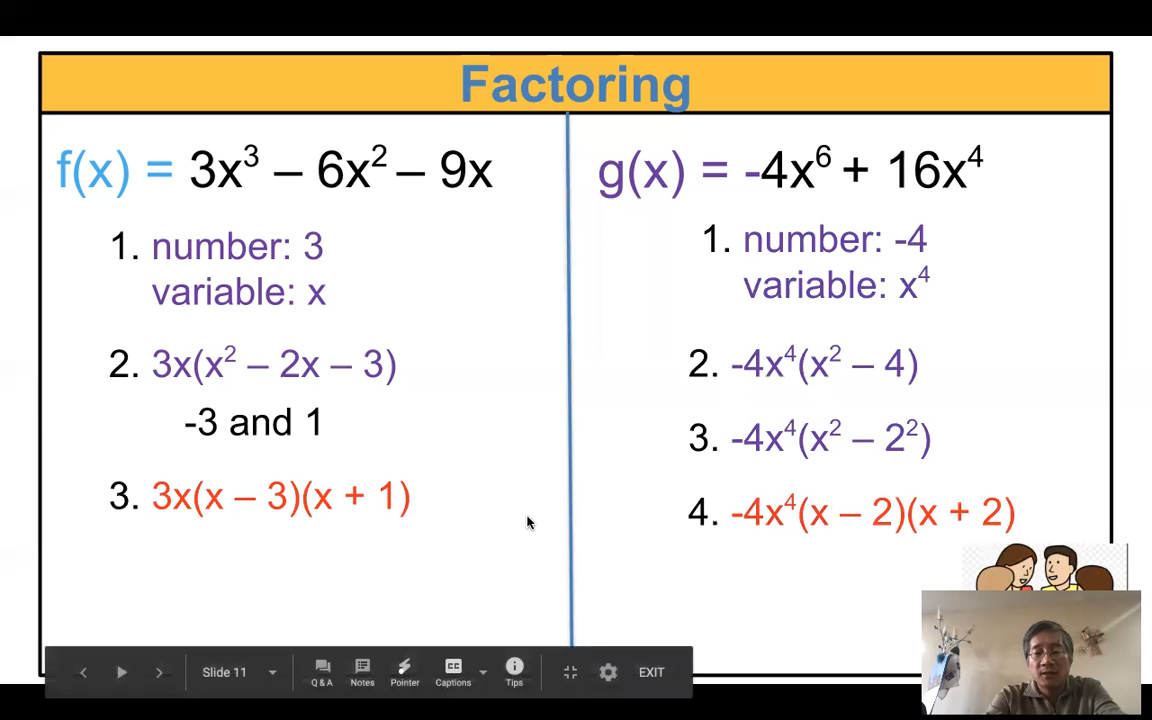 Factoring
f(x) = 3x³ – 6x² – 9x
1. number: 3
variable: x
2. 3x(x² – 2x – 3)
-3 and 1
3. 3x(x – 3)(x + 1)
g(x) = -4x⁶ + 16x⁴
1. number: -4
variable: x⁴
2. -4x⁴(x² – 4)
3. -4x⁴(x² – 2²)
4. -4x⁴(x – 2)(x + 2)
Slide 11
Q & A
Notes
Pointer
Captions
Tips
EXIT